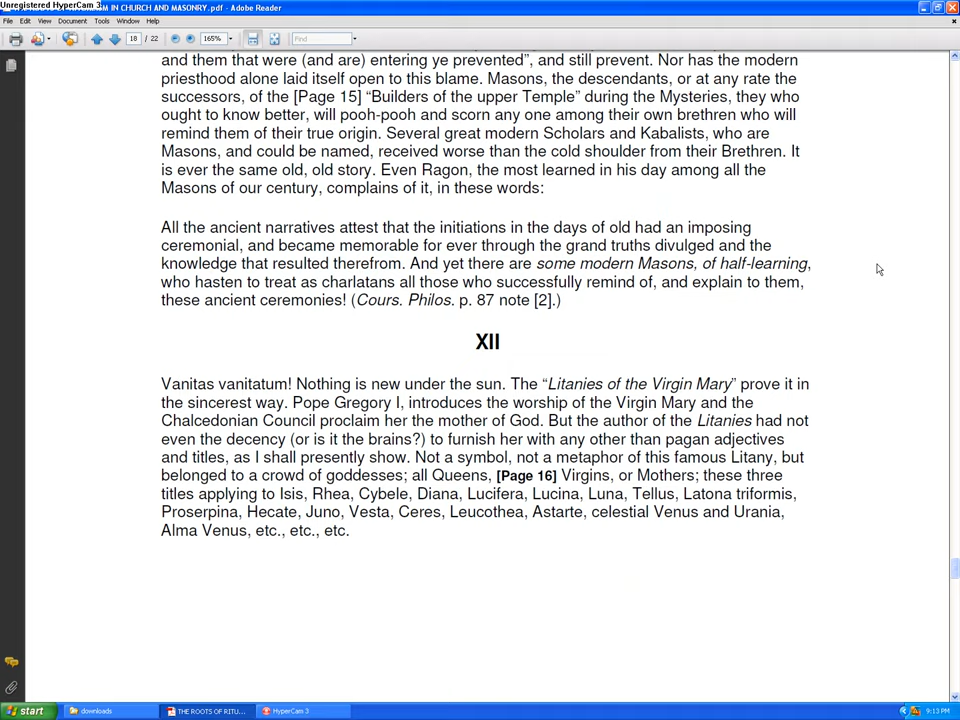 Unregistered HyperCam 3
M IN CHURCH AND MASONRY.pdf - Adobe Reader
File Edit View Document Tools Window Help
18 / 22 165% Find
and them that were (and are) entering ye prevented”, and still prevent. Nor has the modern
priesthood alone laid itself open to this blame. Masons, the descendants, or at any rate the
successors, of the [Page 15] “Builders of the upper Temple” during the Mysteries, they who
ought to know better, will pooh-pooh and scorn any one among their own brethren who will
remind them of their true origin. Several great modern Scholars and Kabalists, who are
Masons, and could be named, received worse than the cold shoulder from their Brethren. It
is ever the same old, old story. Even Ragon, the most learned in his day among all the
Masons of our century, complains of it, in these words:
All the ancient narratives attest that the initiations in the days of old had an imposing
ceremonial, and became memorable for ever through the grand truths divulged and the
knowledge that resulted therefrom. And yet there are some modern Masons, of half-learning,
who hasten to treat as charlatans all those who successfully remind of, and explain to them,
these ancient ceremonies! (Cours. Philos. p. 87 note [2].)
XII
Vanitas vanitatum! Nothing is new under the sun. The “Litanies of the Virgin Mary” prove it in
the sincerest way. Pope Gregory I, introduces the worship of the Virgin Mary and the
Chalcedonian Council proclaim her the mother of God. But the author of the Litanies had not
even the decency (or is it the brains?) to furnish her with any other than pagan adjectives
and titles, as I shall presently show. Not a symbol, not a metaphor of this famous Litany, but
belonged to a crowd of goddesses; all Queens, [Page 16] Virgins, or Mothers; these three
titles applying to Isis, Rhea, Cybele, Diana, Lucifera, Lucina, Luna, Tellus, Latona triformis,
Proserpina, Hecate, Juno, Vesta, Ceres, Leucothea, Astarte, celestial Venus and Urania,
Alma Venus, etc., etc., etc.
start downloads THE ROOTS OF RITU... HyperCam 3 9:13 PM